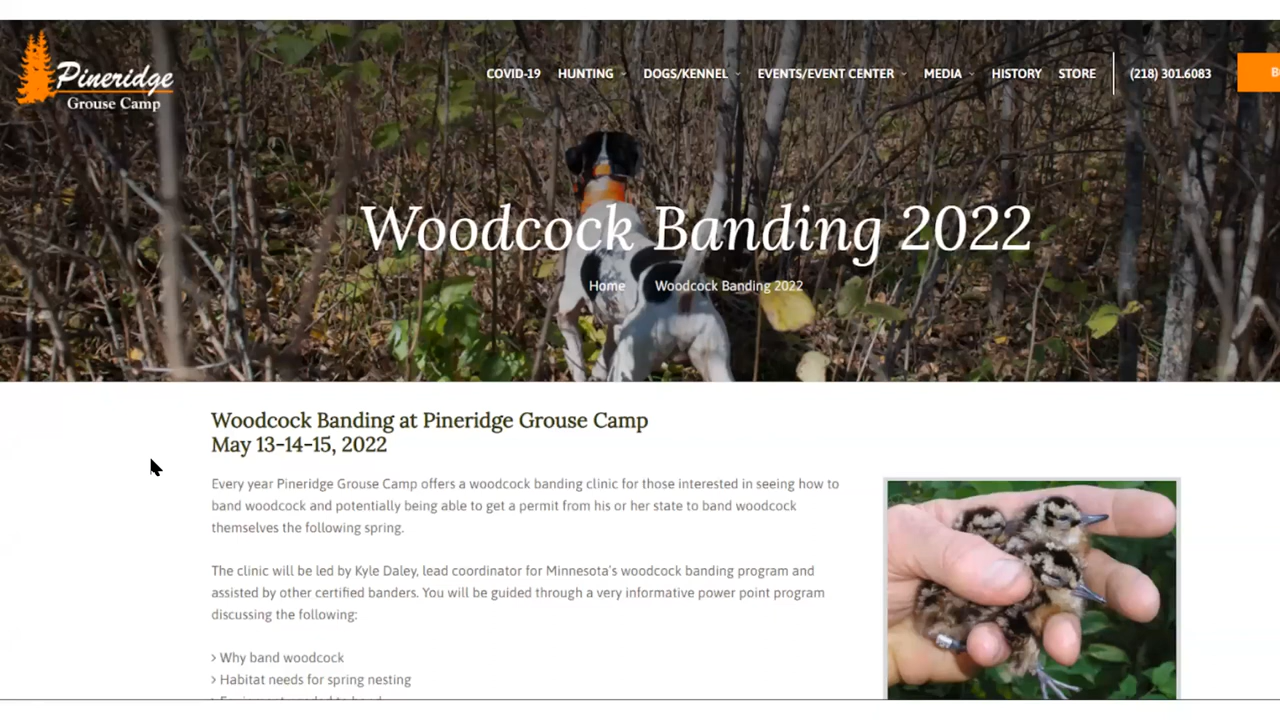 Pineridge
Grouse Camp
COVID-19 HUNTING DOGS/KENNEL EVENTS/EVENT CENTER MEDIA HISTORY STORE (218) 301.6083
Woodcock Banding 2022
Home Woodcock Banding 2022
Woodcock Banding at Pineridge Grouse Camp
May 13-14-15, 2022
Every year Pineridge Grouse Camp offers a woodcock banding clinic for those interested in seeing how to
band woodcock and potentially being able to get a permit from his or her state to band woodcock
themselves the following spring.
The clinic will be led by Kyle Daley, lead coordinator for Minnesota's woodcock banding program and
assisted by other certified banders. You will be guided through a very informative power point program
discussing the following:
> Why band woodcock
> Habitat needs for spring nesting